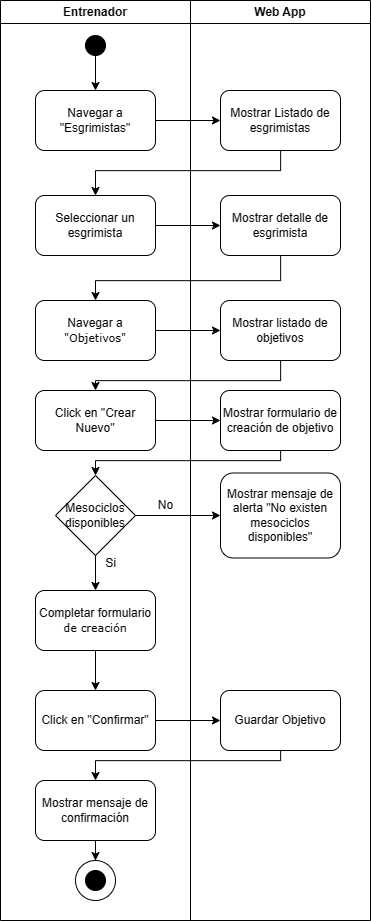 Entrenador
Web App
Navegar a
"Esgrimistas"
Mostrar Listado de
esgrimistas
Seleccionar un
esgrimista
Mostrar detalle de
esgrimista
Navegar a
"Objetivos"
Mostrar listado de
objetivos
Click en "Crear
Nuevo"
Mostrar formulario de
creación de objetivo
Mesociclos
disponibles
No
Mostrar mensaje de
alerta "No existen
mesociclos
disponibles"
Si
Completar formulario
de creación
Click en "Confirmar"
Guardar Objetivo
Mostrar mensaje de
confirmación